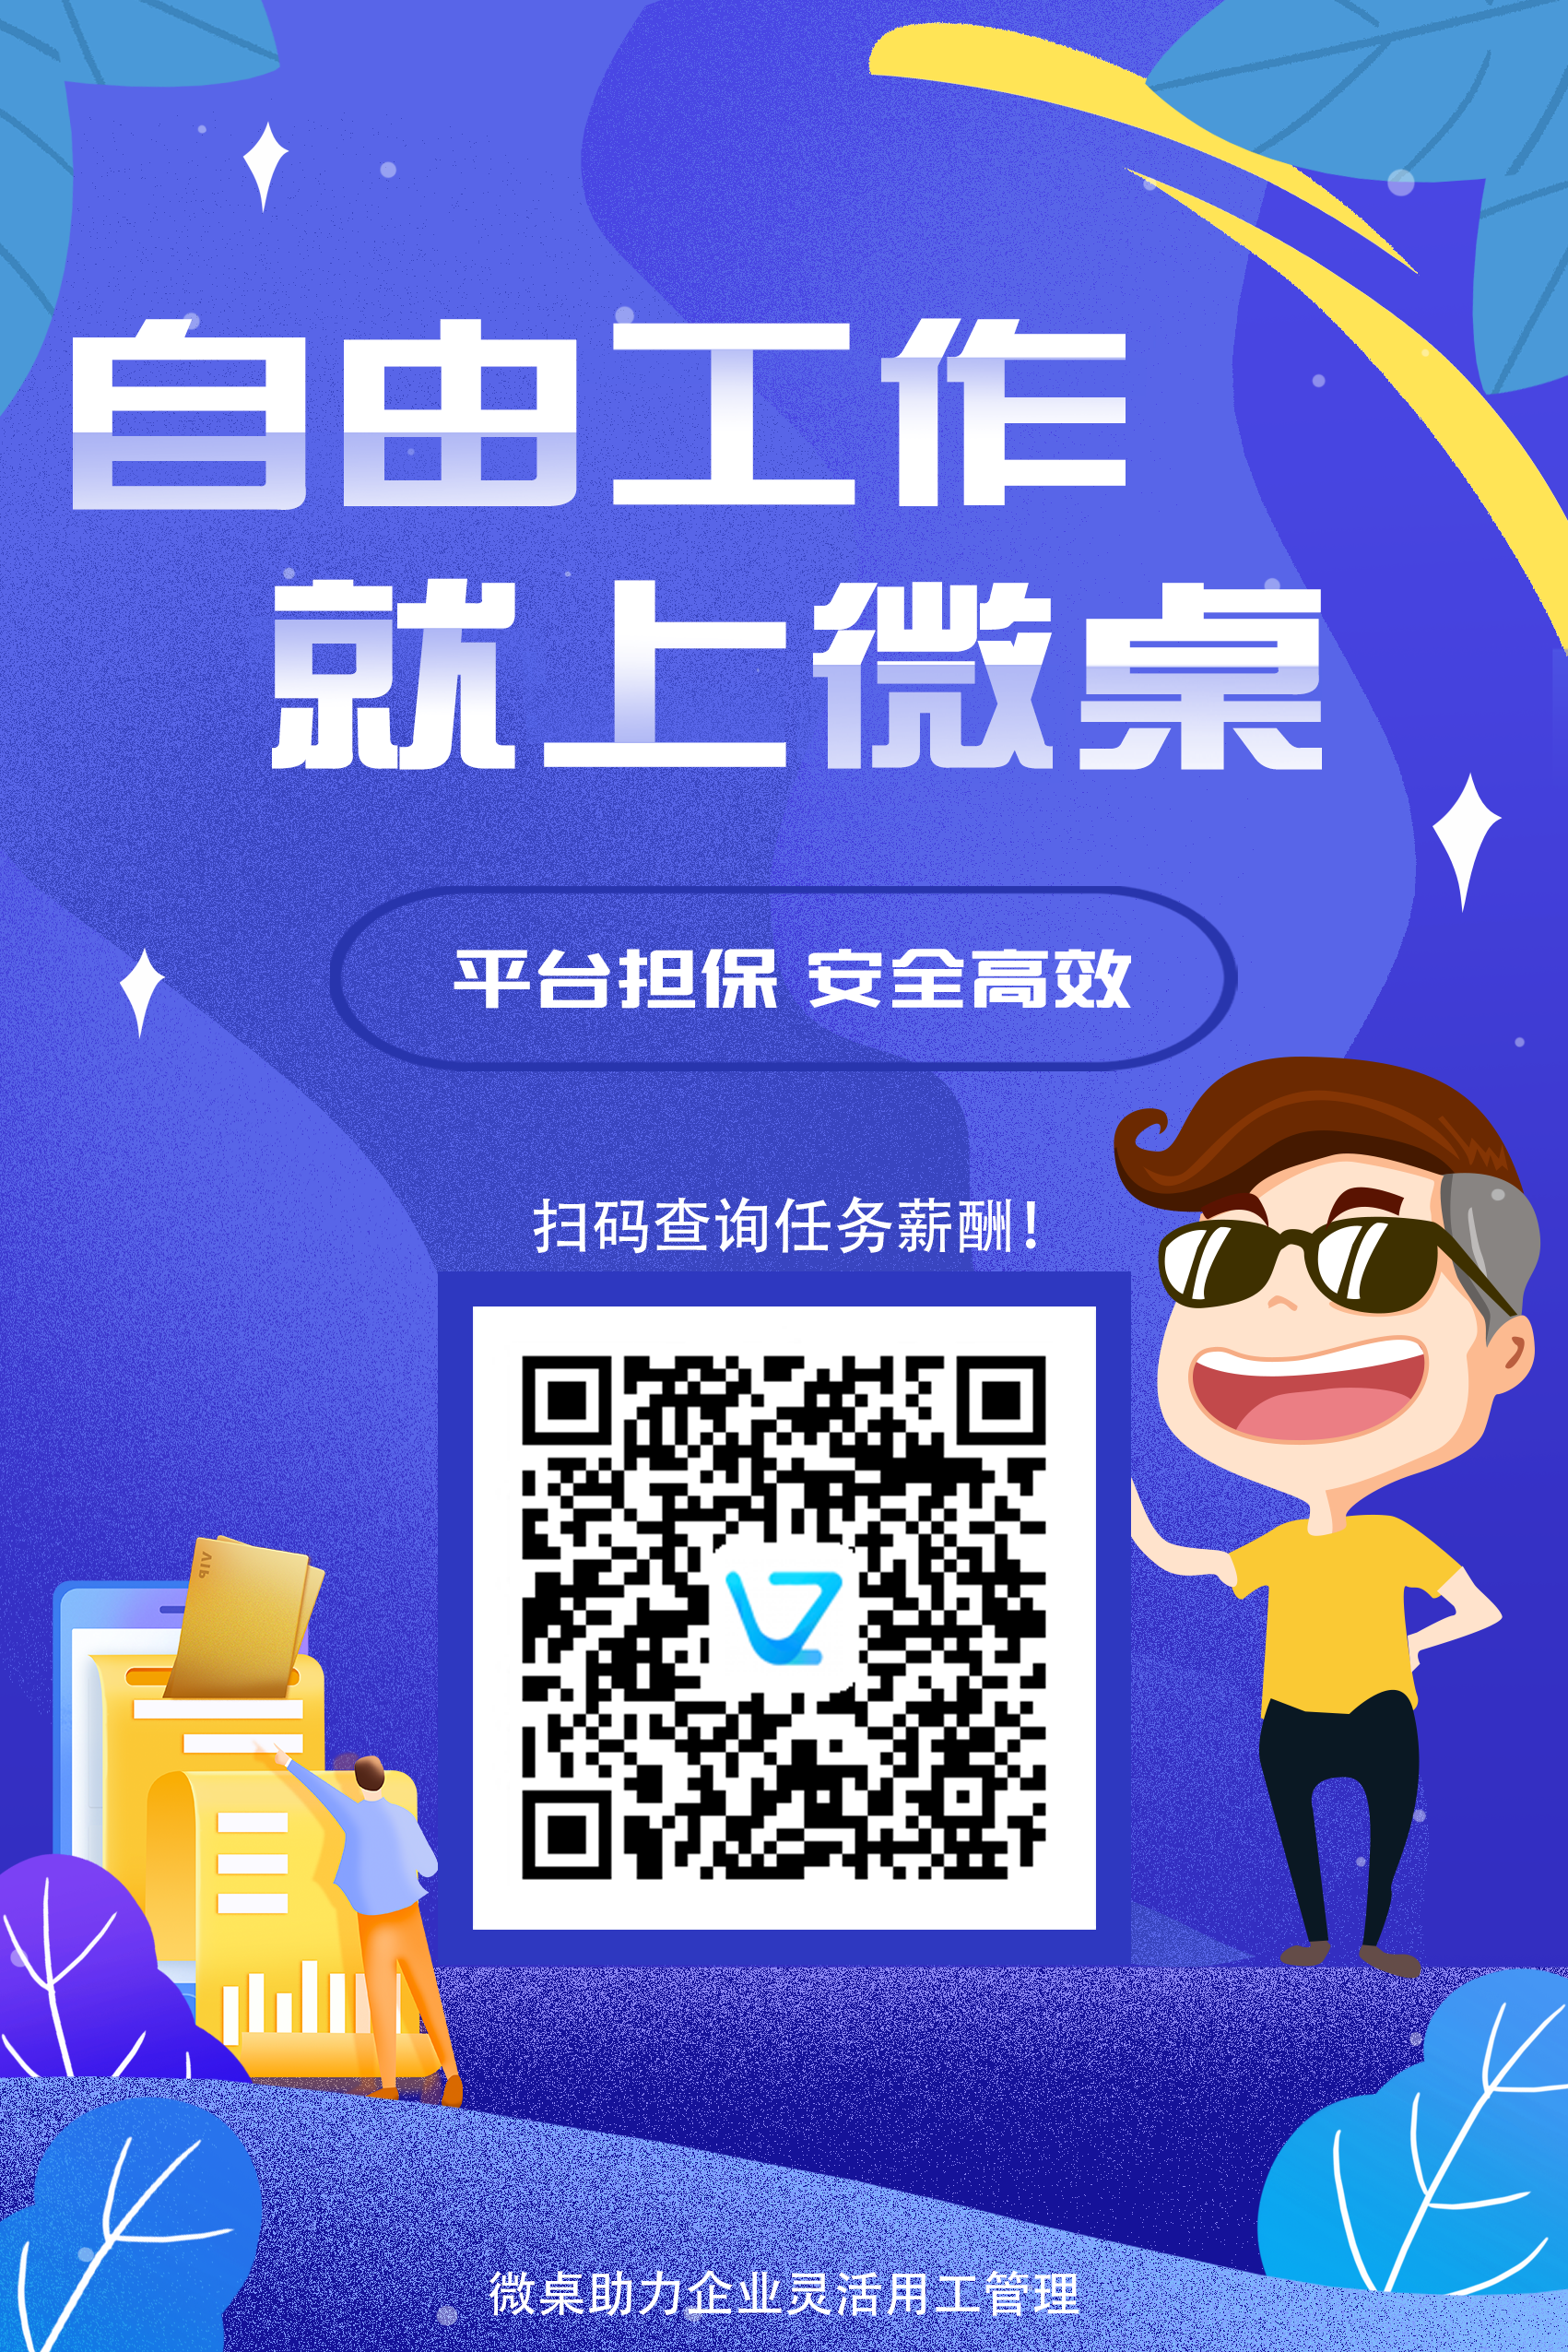 自由工作
就上微桌
平台担保 安全高效
扫码查询任务薪酬！
VIP
微桌助力企业灵活用工管理